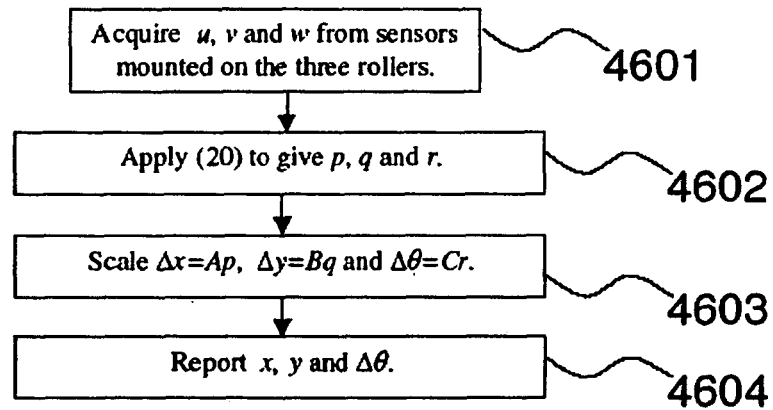 Acquire u, v and w from sensors
mounted on the three rollers.
4601
Apply (20) to give p, q and r.
4602
Scale Δx=Ap, Δy=Bq and Δθ=Cr.
4603
Report x, y and Δθ.
4604